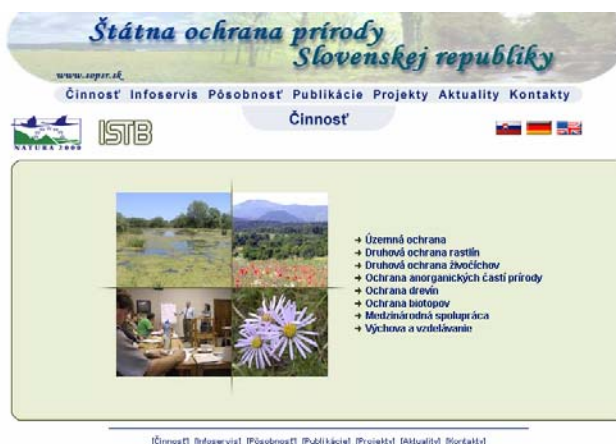 Štátna ochrana prírody
Slovenskej republiky
www.sopsr.sk
Činnosť Infoservis Pôsobnosť Publikácie Projekty Aktuality Kontakty
Činnosť
NATURA 2000
ISTB
Územná ochrana
Druhová ochrana rastlín
Druhová ochrana živočíchov
Ochrana anorganických častí prírody
Ochrana drevín
Ochrana biotopov
Medzinárodná spolupráca
Výchova a vzdelávanie
[Činnosť] [Infoservis] [Pôsobnosť] [Publikácie] [Projekty] [Aktuality] [Kontakty]